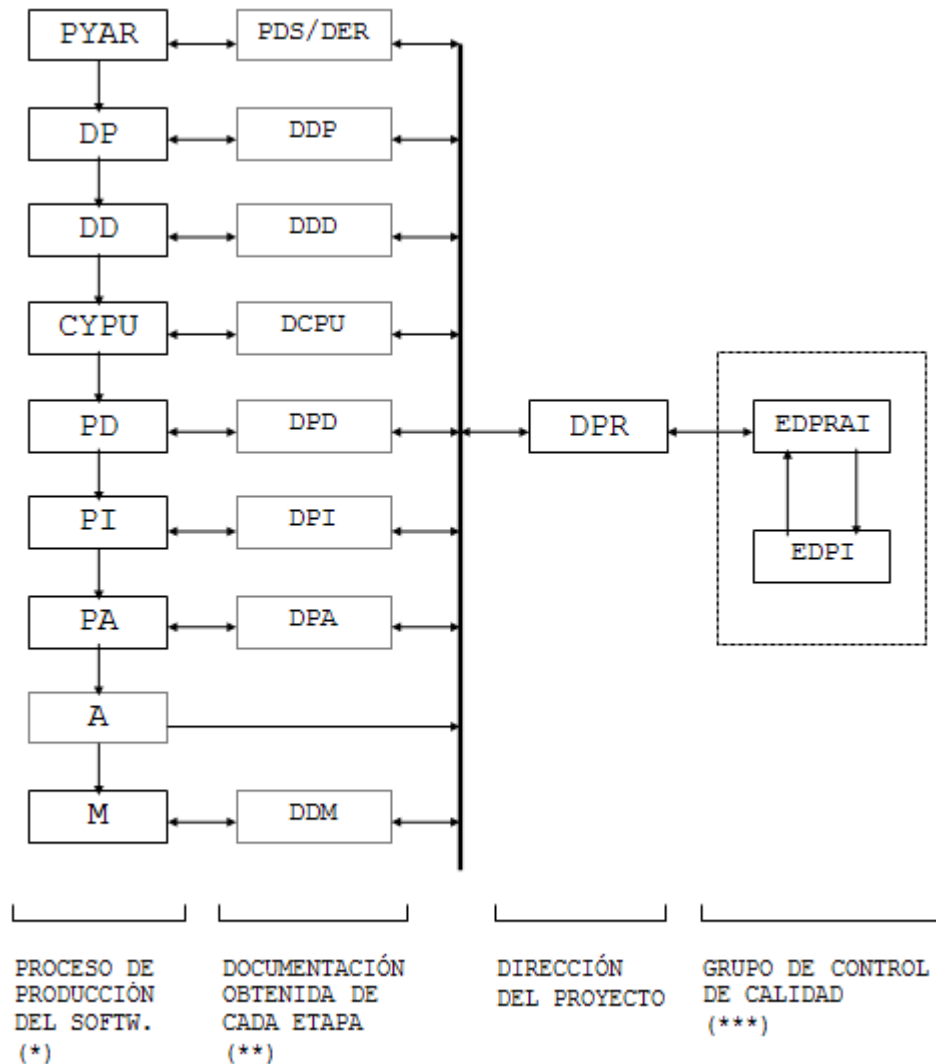 PYAR
PDS/DER
DP
DDP
DD
DDD
CYPU
DCPU
PD
DPD
DPR
EDPRAI
PI
DPI
EDPI
PA
DPA
A
M
DDM
PROCESO DE
PRODUCCIÓN
DEL SOFTW.
(*)
DOCUMENTACIÓN
OBTENIDA DE
CADA ETAPA
(**)
DIRECCIÓN
DEL PROYECTO
GRUPO DE CONTROL
DE CALIDAD
(***)